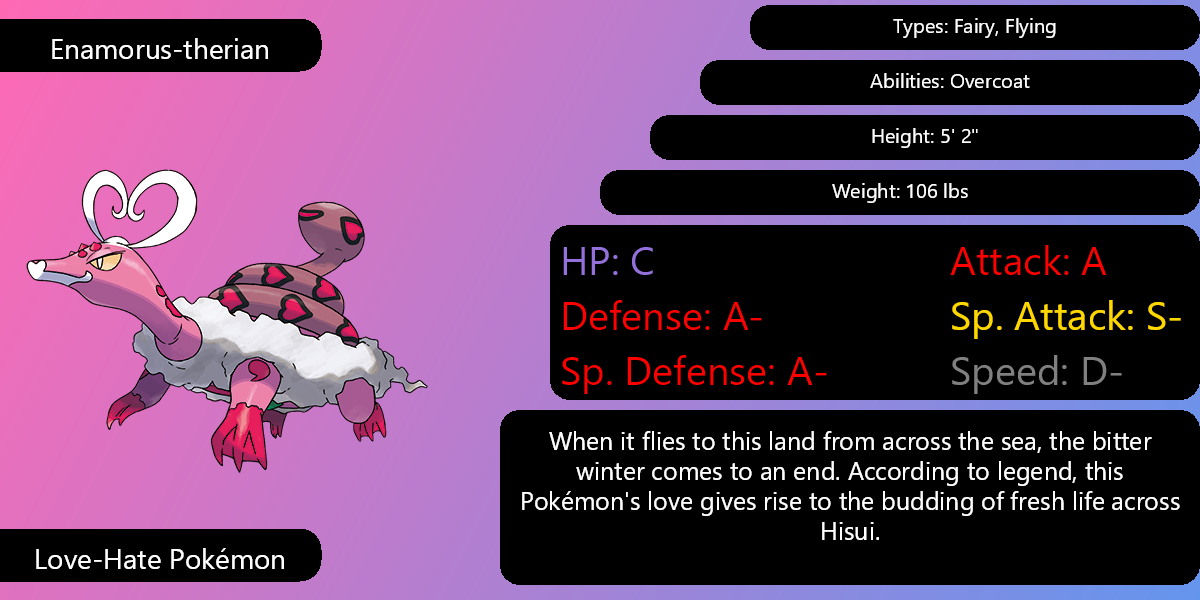 Enamorus-therian
Types: Fairy, Flying
Abilities: Overcoat
Height: 5' 2"
Weight: 106 lbs
HP: C
Attack: A
Defense: A-
Sp. Attack: S-
Sp. Defense: A-
Speed: D-
When it flies to this land from across the sea, the bitter
winter comes to an end. According to legend, this
Pokémon's love gives rise to the budding of fresh life across
Hisui.
Love-Hate Pokémon